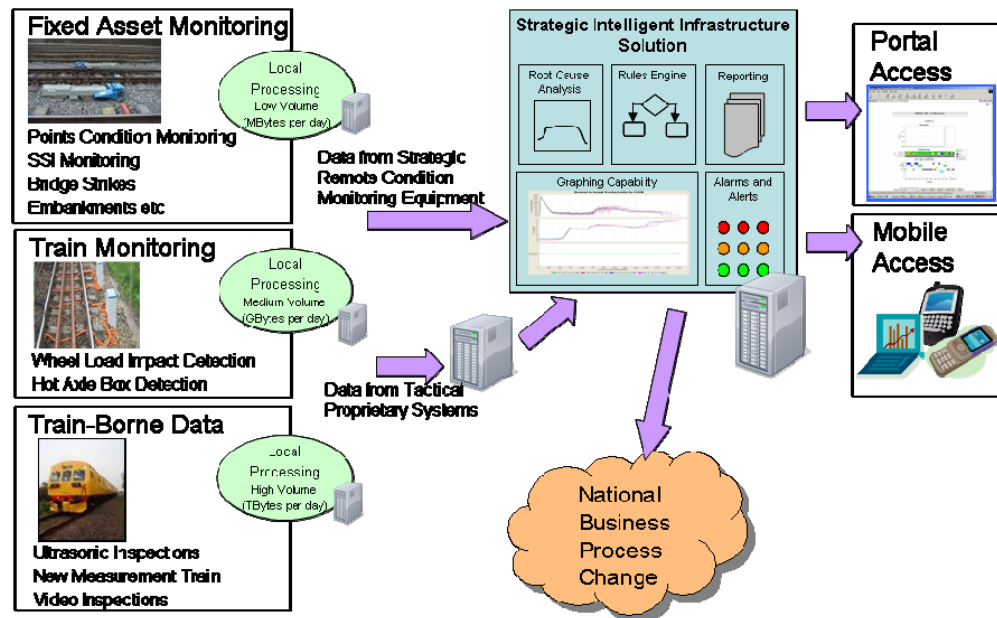 Fixed Asset Monitoring
Local
Processing
Low Volume
(MBytes per day)
Points Condition Monitoring
SSI Monitoring
Bridge Strikes
Embankments etc
Train Monitoring
Local
Processing
Medium Volume
(GBytes per day)
Wheel Load Impact Detection
Hot Axle Box Detection
Train-Borne Data
Local
Processing
High Volume
(TBytes per day)
Ultrasonic Inspections
New Measurement Train
Video Inspections
Data from Strategic
Remote Condition
Monitoring Equipment
Data from Tactical
Proprietary Systems
Strategic Intelligent Infrastructure
Solution
Root Cause
Analysis
Rules Engine
Reporting
Graphing Capability
Alarms and
Alerts
National
Business
Process
Change
Portal
Access
Mobile
Access